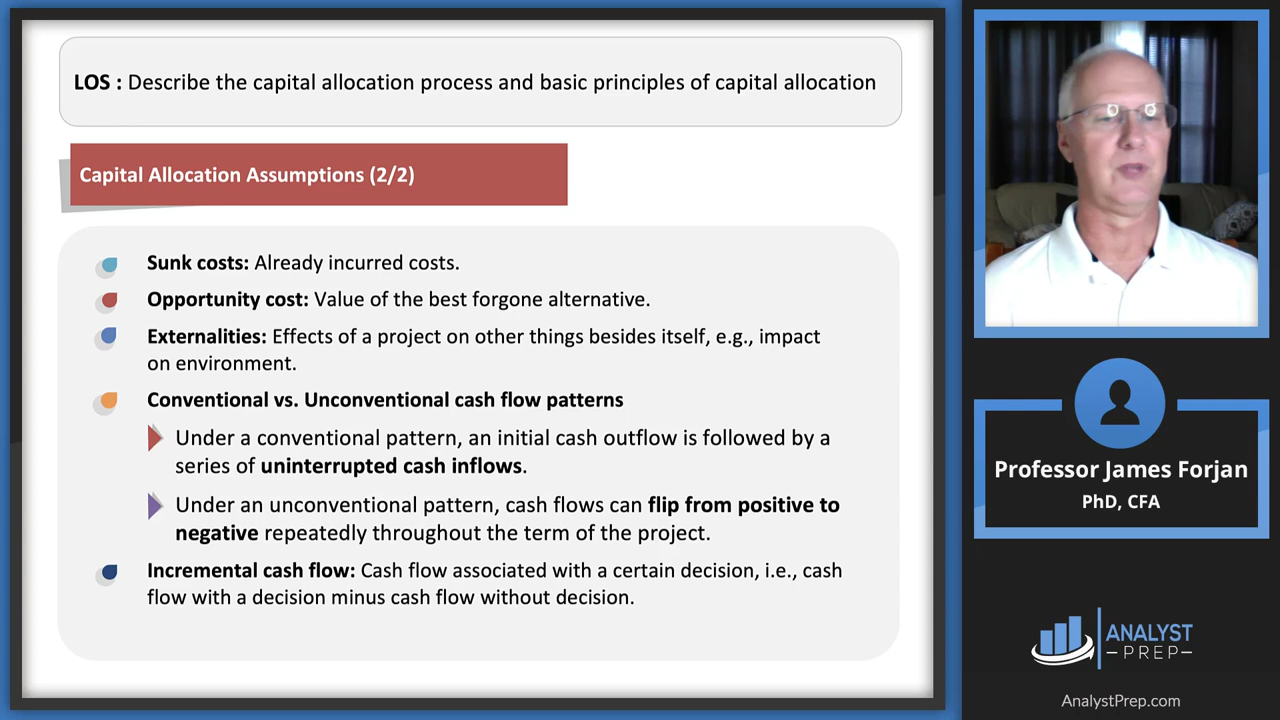 LOS : Describe the capital allocation process and basic principles of capital allocation
Capital Allocation Assumptions (2/2)
Sunk costs: Already incurred costs.
Opportunity cost: Value of the best forgone alternative.
Externalities: Effects of a project on other things besides itself, e.g., impact
on environment.
Conventional vs. Unconventional cash flow patterns
Under a conventional pattern, an initial cash outflow is followed by a
series of uninterrupted cash inflows.
Under an unconventional pattern, cash flows can flip from positive to
negative repeatedly throughout the term of the project.
Incremental cash flow: Cash flow associated with a certain decision, i.e., cash
flow with a decision minus cash flow without decision.
Professor James Forjan
PhD, CFA
ANALYST
PREP
AnalystPrep.com